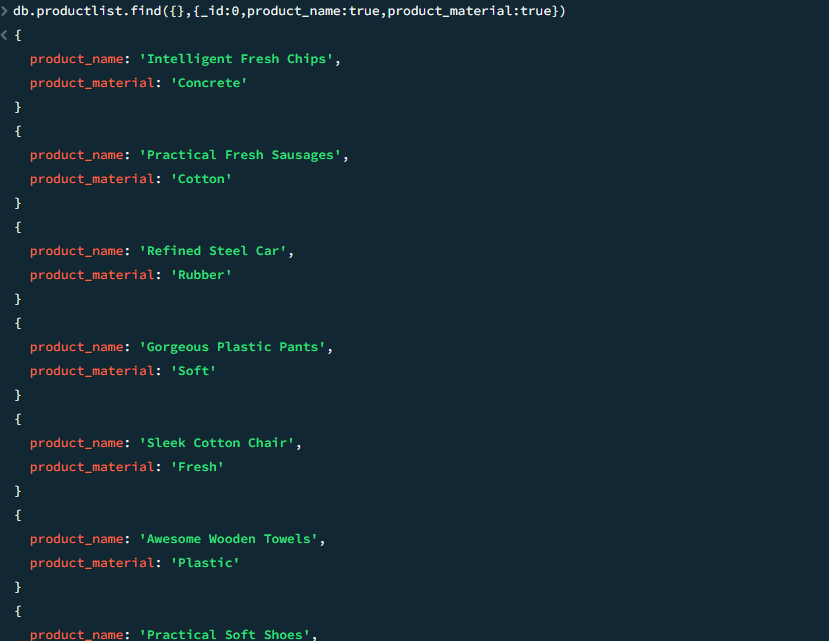 db.productlist.find({},{_id:0,product_name:true,product_material:true})
{
product_name: 'Intelligent Fresh Chips',
product_material: 'Concrete'
}
{
product_name: 'Practical Fresh Sausages',
product_material: 'Cotton'
}
{
product_name: 'Refined Steel Car',
product_material: 'Rubber'
}
{
product_name: 'Gorgeous Plastic Pants',
product_material: 'Soft'
}
{
product_name: 'Sleek Cotton Chair',
product_material: 'Fresh'
}
{
product_name: 'Awesome Wooden Towels',
product_material: 'Plastic'
}
{
product_name: 'Practical Soft Shoes',